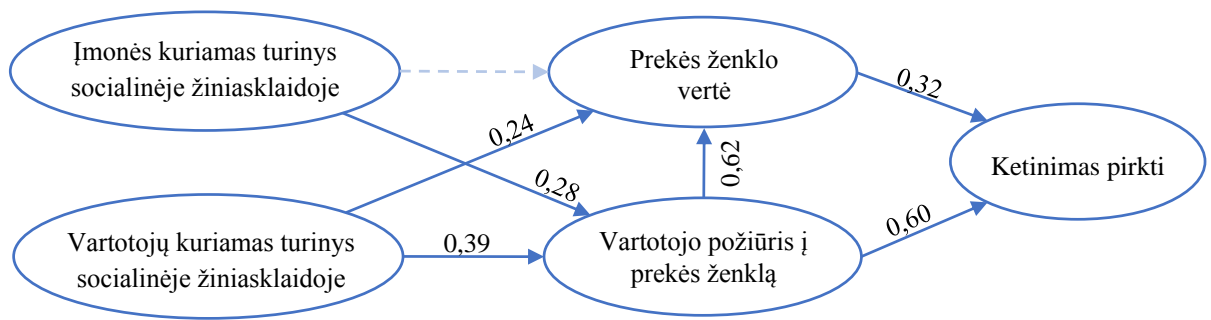 Įmonės kuriamas turinys
socialinėje žiniasklaidoje
Prekės ženklo
vertė
0,32
0,24
0,28
0,62
Ketinimas pirkti
Vartotojų kuriamas turinys
socialinėje žiniasklaidoje
0,39
Vartotojo požiūris į
prekės ženklą
0,60